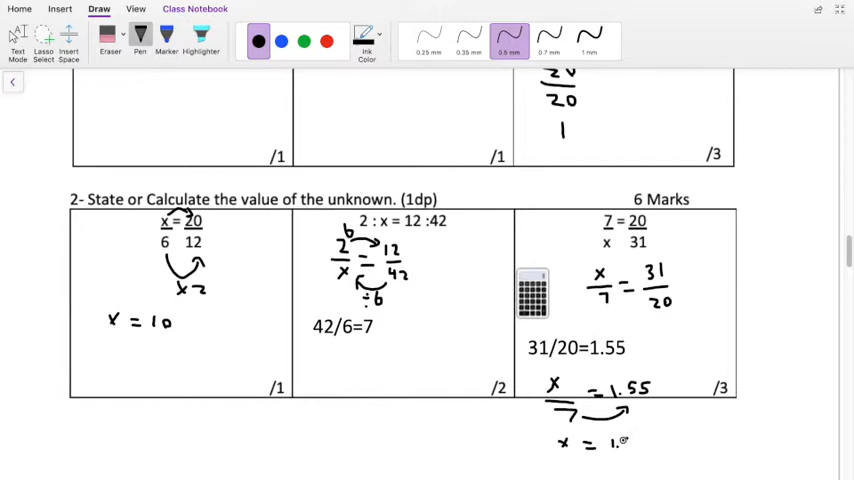 Home Insert Draw View Class Notebook
Text Mode
Lasso Select
Insert Space
Eraser
Pen
Marker
Highlighter
Ink Color
0.25 mm
0.35 mm
0.5 mm
0.7 mm
1 mm
20
1
/1
/1
/3
2- State or Calculate the value of the unknown. (1dp)
6 Marks
x = 20
6 12
x 2
x = 10
/1
2 : x = 12 :42
6
2 = 12
x 42
÷6
42/6=7
/2
7 = 20
x 31
x = 31
7 20
31/20=1.55
x = 1.55
7
/3
x = 1.